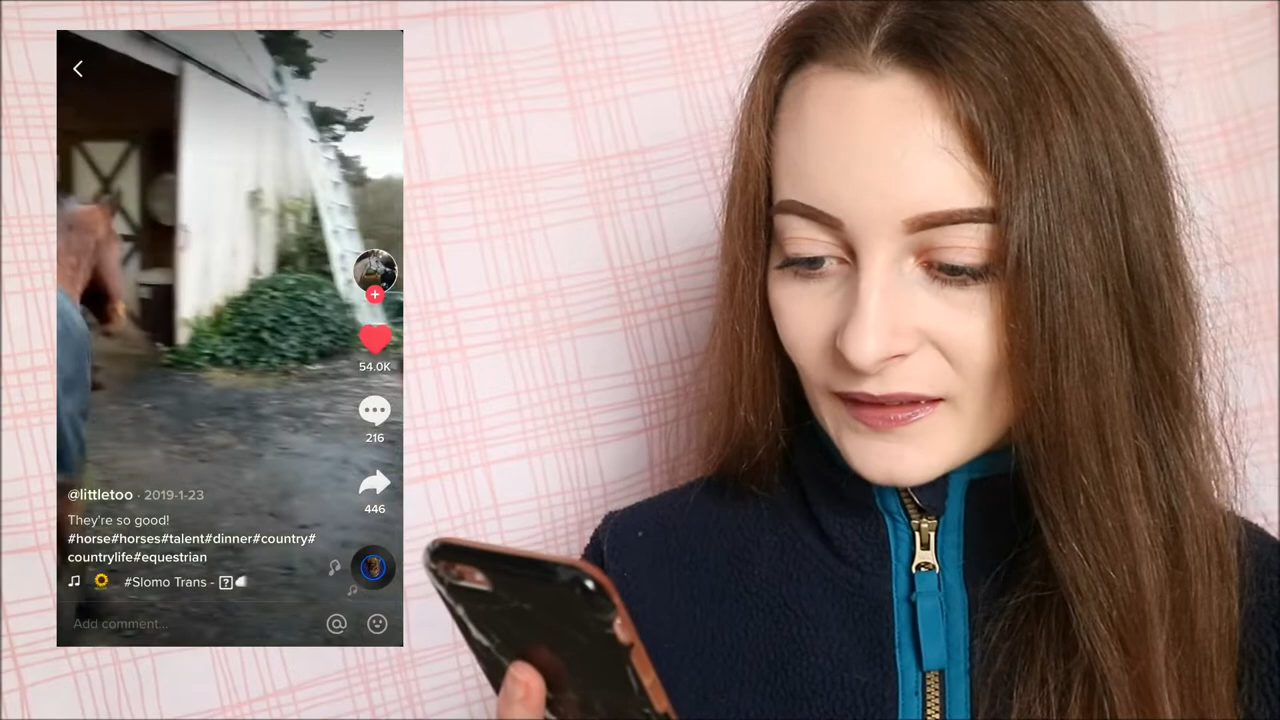 54.0K
216
446
@littletoo · 2019-1-23
They're so good!
#horse#horses#talent#dinner#country#
countrylife#equestrian
#Slomo Trans -
Add comment...